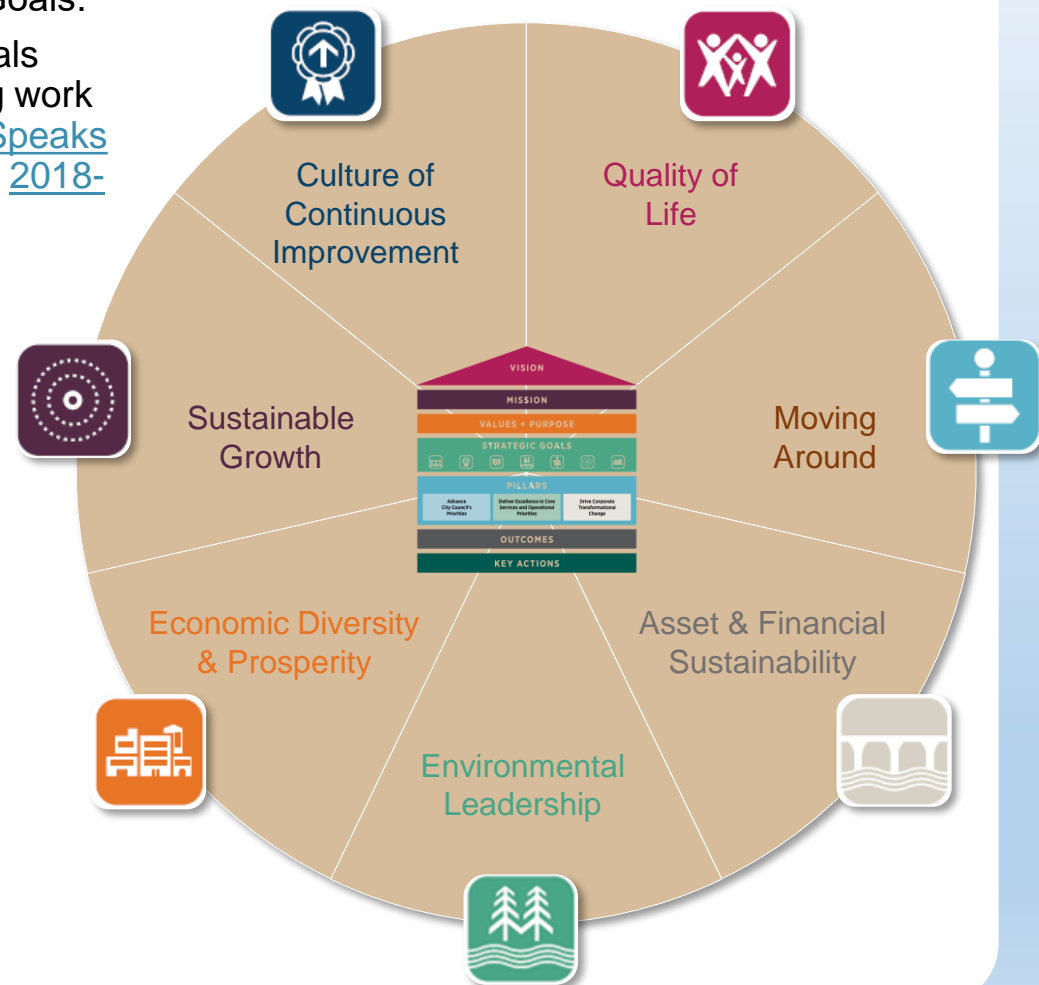 Goals:
als
g work
Speaks
2018-
Culture of
Continuous
Improvement
Quality of
Life
Sustainable
Growth
Moving
Around
VISION
MISSION
VALUES + PURPOSE
STRATEGIC GOALS
PILLARS
Advance
City Council's
Priorities
Deliver Excellence in Core
Services and Operational
Priorities
Drive Corporate
Transformational
Change
OUTCOMES
KEY ACTIONS
Economic Diversity
& Prosperity
Asset & Financial
Sustainability
Environmental
Leadership